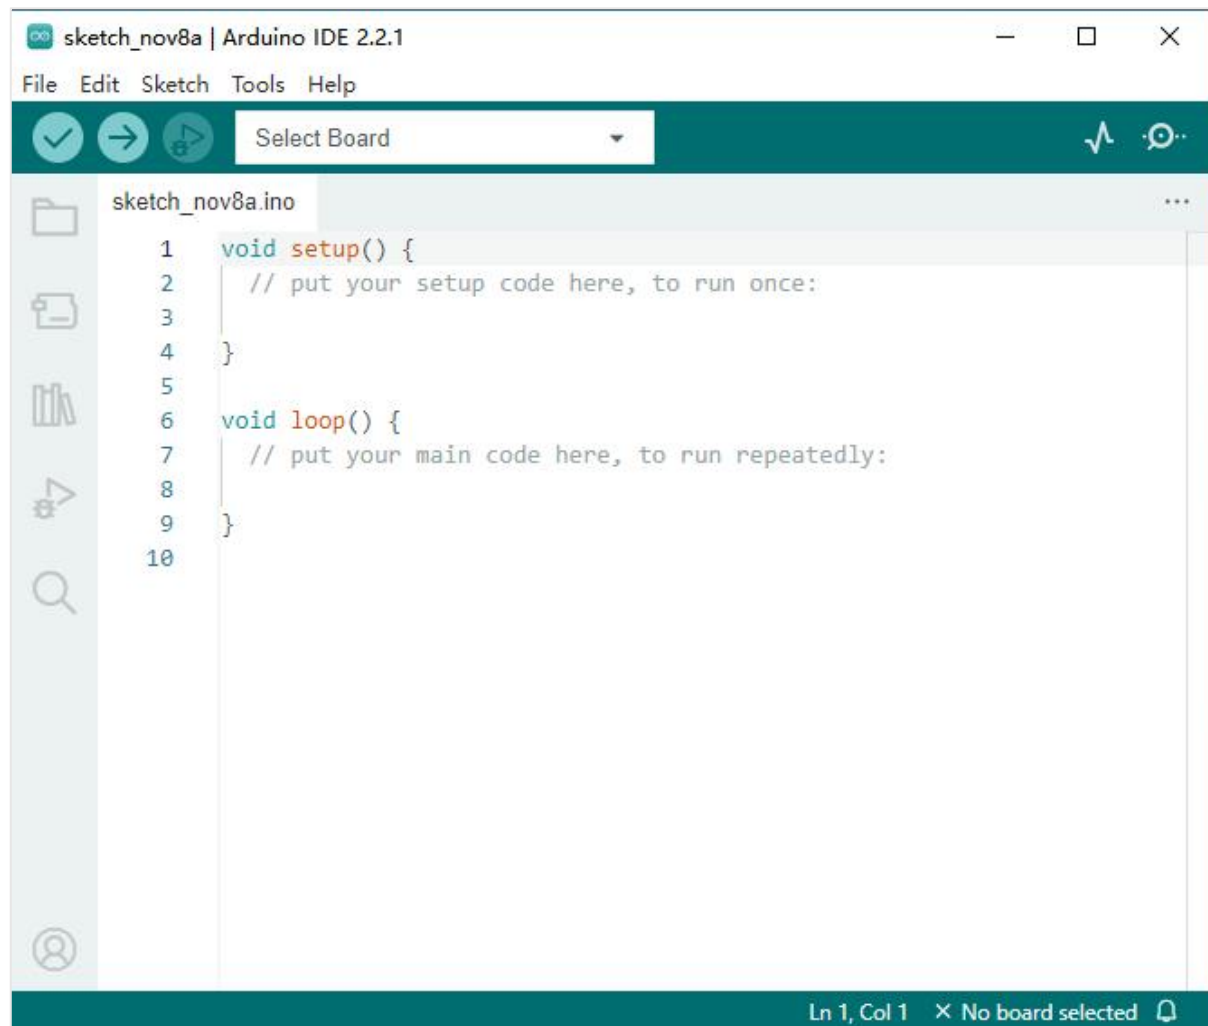 sketch_nov8a | Arduino IDE 2.2.1
File Edit Sketch Tools Help
Select Board
sketch_nov8a.ino
1 void setup() {
2 // put your setup code here, to run once:
3
4 }
5
6 void loop() {
7 // put your main code here, to run repeatedly:
8
9 }
10
Ln 1, Col 1 × No board selected